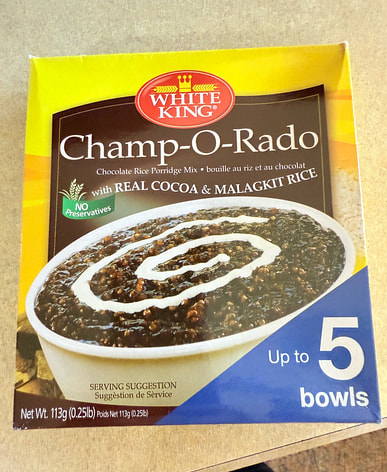 WHITE
KING®
Champ-O-Rado
Chocolate Rice Porridge Mix • bouille au riz et au chocolat
with REAL COCOA & MALAGKIT RICE
NO
Preservatives
Up to 5
bowls
SERVING SUGGESTION
Suggèstion de Sèrvice
Net Wt. 113g (0.25lb) Poids Net 113g (0.25lb)